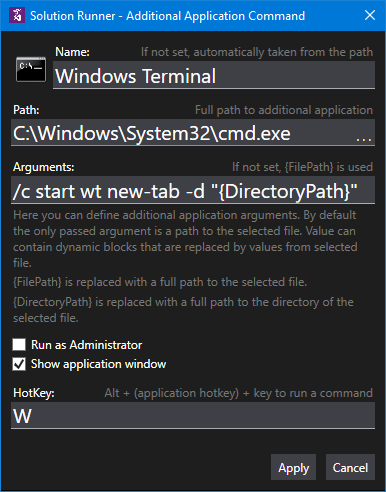 Solution Runner - Additional Application Command
Name: If not set, automatically taken from the path
Windows Terminal
Path: Full path to additional application
C:\Windows\System32\cmd.exe ...
Arguments: If not set, {FilePath} is used
/c start wt new-tab -d "{DirectoryPath}"
Here you can define additional application arguments. By default
the only passed argument is a path to the selected file. Value can
contain dynamic blocks that are replaced by values from selected
file.
{FilePath} is replaced with a full path to the selected file.
{DirectoryPath} is replaced with a full path to the directory of the
selected file.
Run as Administrator
Show application window
HotKey: Alt + (application hotkey) + key to run a command
W
Apply Cancel